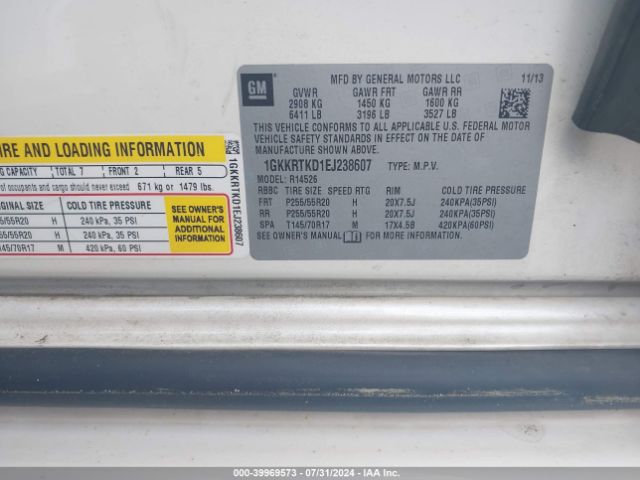 GM
MFD BY GENERAL MOTORS LLC 11/13
GVWR GAWR FRT GAWR RR
2908 KG 1450 KG 1600 KG
6411 LB 3196 LB 3527 LB
THIS VEHICLE CONFORMS TO ALL APPLICABLE U.S. FEDERAL MOTOR
VEHICLE SAFETY STANDARDS IN EFFECT ON THE DATE OF
MANUFACTURE SHOWN ABOVE.
1GKKRTKD1EJ238607 TYPE: M.P.V.
MODEL: R14526
RBBC TIRE SIZE SPEED RTG RIM COLD TIRE PRESSURE
FRT P255/55R20 H 20X7.5J 240KPA(35PSI)
RR P255/55R20 H 20X7.5J 240KPA(35PSI)
SPA T145/70R17 M 17X4.5B 420KPA(60PSI)
SEE OWNER'S MANUAL FOR MORE INFORMATION.
IRE AND LOADING INFORMATION
G CAPACITY TOTAL 7 FRONT 2 REAR 5
of occupants and cargo should never exceed 671 kg or 1479 lbs.
IGINAL SIZE COLD TIRE PRESSURE
55/55R20 H 240 kPa, 35 PSI
55/55R20 H 240 kPa, 35 PSI
145/70R17 M 420 kPa, 60 PSI
SEE OWNER'S
MANUAL FOR
ADDITIONAL
INFORMATION
1GKKRTKD1EJ238607
000-39969573 - 07/31/2024 - IAAI.com